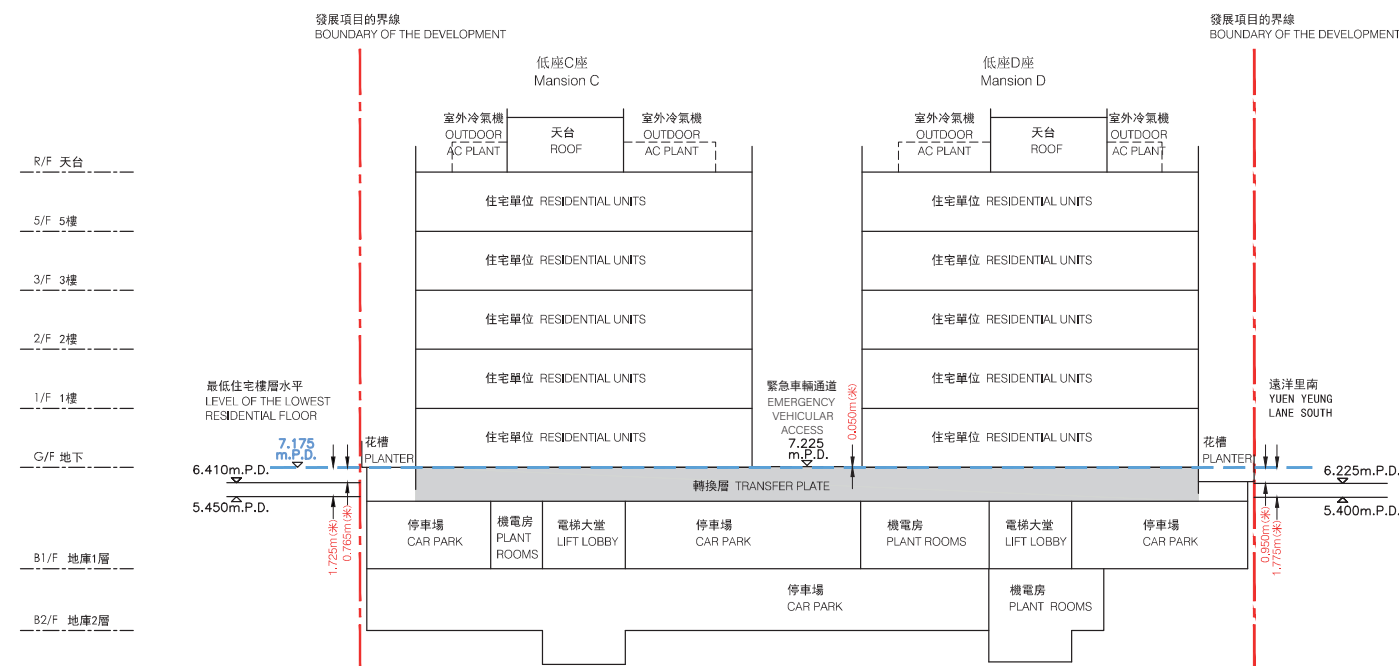 發展項目的界線
BOUNDARY OF THE DEVELOPMENT
發展項目的界線
BOUNDARY OF THE DEVELOPMENT
低座C座
Mansion C
低座D座
Mansion D
室外冷氣機
OUTDOOR
AC PLANT
天台
ROOF
室外冷氣機
OUTDOOR
AC PLANT
室外冷氣機
OUTDOOR
AC PLANT
天台
ROOF
室外冷氣機
OUTDOOR
AC PLANT
R/F 天台
住宅單位 RESIDENTIAL UNITS
住宅單位 RESIDENTIAL UNITS
5/F 5樓
住宅單位 RESIDENTIAL UNITS
住宅單位 RESIDENTIAL UNITS
3/F 3樓
住宅單位 RESIDENTIAL UNITS
住宅單位 RESIDENTIAL UNITS
2/F 2樓
住宅單位 RESIDENTIAL UNITS
住宅單位 RESIDENTIAL UNITS
1/F 1樓
住宅單位 RESIDENTIAL UNITS
住宅單位 RESIDENTIAL UNITS
最低住宅樓層水平
LEVEL OF THE LOWEST
RESIDENTIAL FLOOR
7.175
m.P.D.
緊急車輛通道
EMERGENCY
VEHICULAR
ACCESS
7.225
m.P.D.
0.050m(米)
遠洋里南
YUEN YEUNG
LANE SOUTH
花槽
PLANTER
花槽
PLANTER
G/F 地下
6.410m.P.D.
5.450m.P.D.
1.725m(米)
0.765m(米)
轉換層 TRANSFER PLATE
6.225m.P.D.
5.400m.P.D.
0.950m(米)
1.775m(米)
停車場
CAR PARK
機電房
PLANT
ROOMS
電梯大堂
LIFT LOBBY
停車場
CAR PARK
機電房
PLANT ROOMS
電梯大堂
LIFT LOBBY
停車場
CAR PARK
B1/F 地庫1層
停車場
CAR PARK
機電房
PLANT ROOMS
B2/F 地庫2層